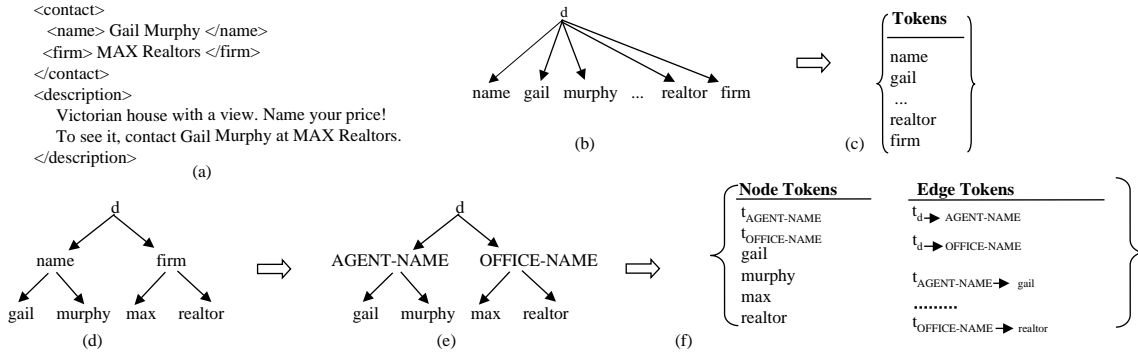 <contact>
<name> Gail Murphy </name>
<firm> MAX Realtors </firm>
</contact>
<description>
Victorian house with a view. Name your price!
To see it, contact Gail Murphy at MAX Realtors.
</description>
(a)
d
name gail murphy ... realtor firm
(b)
Tokens
name
gail
...
realtor
firm
(c)
d
name firm
gail murphy max realtor
(d)
d
AGENT-NAME OFFICE-NAME
gail murphy max realtor
(e)
(f)
Node Tokens
tAGENT-NAME
tOFFICE-NAME
gail
murphy
max
realtor
Edge Tokens
td→ AGENT-NAME
td→ OFFICE-NAME
tAGENT-NAME→ gail
.........
tOFFICE-NAME→ realtor